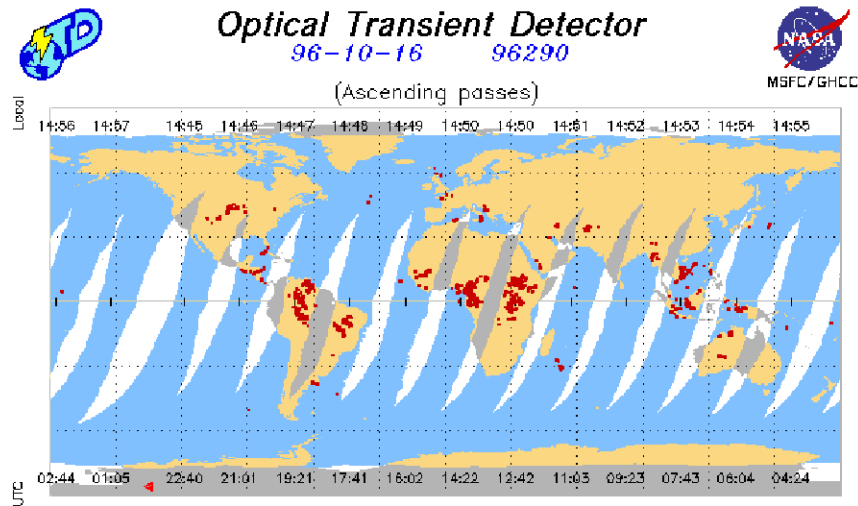 TD
Optical Transient Detector
96-10-16 96290
NASA
MSFC/GHCC
(Ascending passes)
Local
14:56 14:57 14:45 14:46 14:47 14:48 14:49 14:50 14:50 14:51 14:52 14:53 14:54 14:55
02:44 01:05 22:40 21:01 19:21 17:41 16:02 14:22 12:42 11:03 09:23 07:43 06:04 04:24
UTC